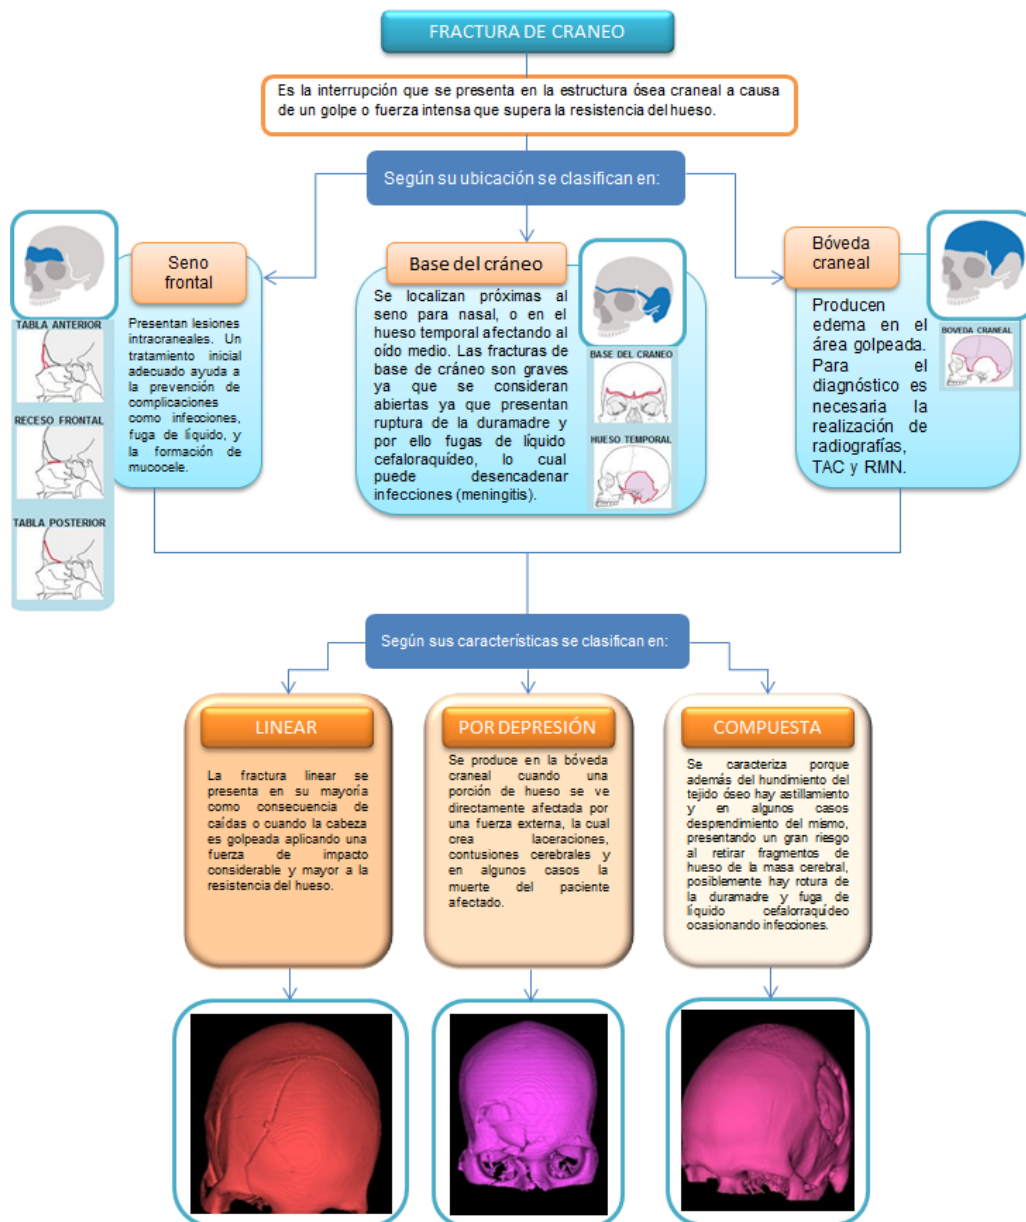 FRACTURA DE CRANEO
Es la interrupción que se presenta en la estructura ósea craneal a causa
de un golpe o fuerza intensa que supera la resistencia del hueso.
Según su ubicación se clasifican en:
Seno
frontal
Presentan lesiones
intracraneales. Un
tratamiento inicial
adecuado ayuda a
la prevención de
complicaciones
como infecciones,
fuga de líquido, y
la formación de
mucocele.
TABLA ANTERIOR
RECESO FRONTAL
TABLA POSTERIOR
Base del cráneo
Se localizan próximas al
seno para nasal, o en el
hueso temporal afectando al
oído medio. Las fracturas de
base de cráneo son graves
ya que se consideran
abiertas ya que presentan
ruptura de la duramadre y
por ello fugas de líquido
cefaloraquídeo, lo cual
puede desencadenar
infecciones (meningitis).
BASE DEL CRANEO
HUESO TEMPORAL
Bóveda
craneal
Producen
edema en el
área golpeada.
Para el
diagnóstico es
necesaria la
realización de
radiografías,
TAC y RMN.
BOVEDA CRANEAL
Según sus características se clasifican en:
LINEAR
La fractura linear se
presenta en su mayoría
como consecuencia de
caídas o cuando la cabeza
es golpeada aplicando una
fuerza de impacto
considerable y mayor a la
resistencia del hueso.
POR DEPRESIÓN
Se produce en la bóveda
craneal cuando una
porción de hueso se ve
directamente afectada por
una fuerza externa, la cual
crea laceraciones,
contusiones cerebrales y
en algunos casos la
muerte del paciente
afectado.
COMPUESTA
Se caracteriza porque
además del hundimiento del
tejido óseo hay astillamiento
y en algunos casos
desprendimiento del mismo,
presentando un gran riesgo
al retirar fragmentos de
hueso de la masa cerebral,
posiblemente hay rotura de
la duramadre y fuga de
líquido cefalorraquídeo
ocasionando infecciones.